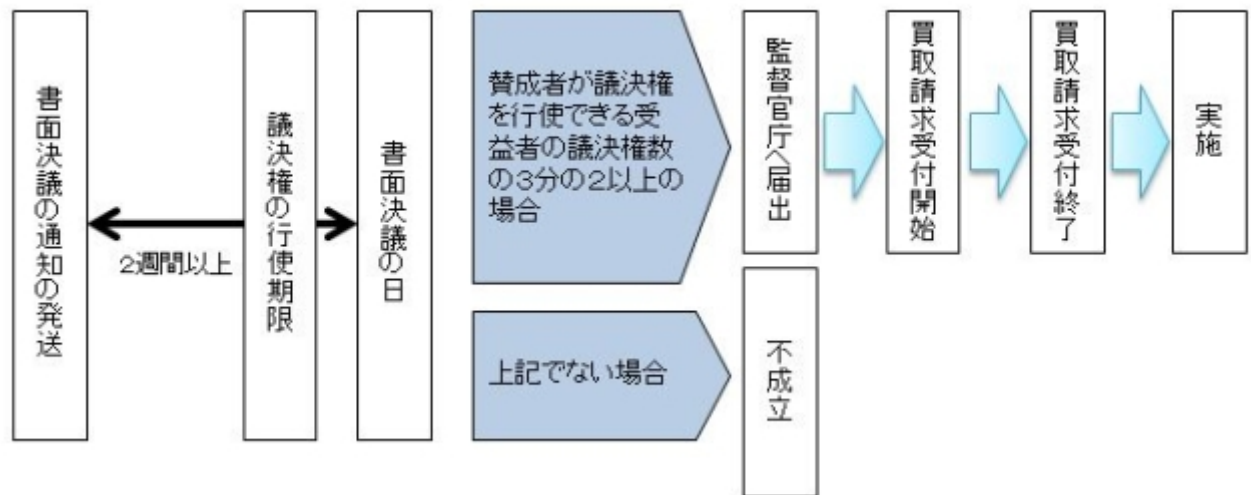 書面決議の通知の発送
2週間以上
議決権の行使期限
書面決議の日
賛成者が議決権
を行使できる受
益者の議決権数
の3分の2以上の
場合
監督官庁へ届出
買取請求受付開始
買取請求受付終了
実施
上記でない場合
不成立